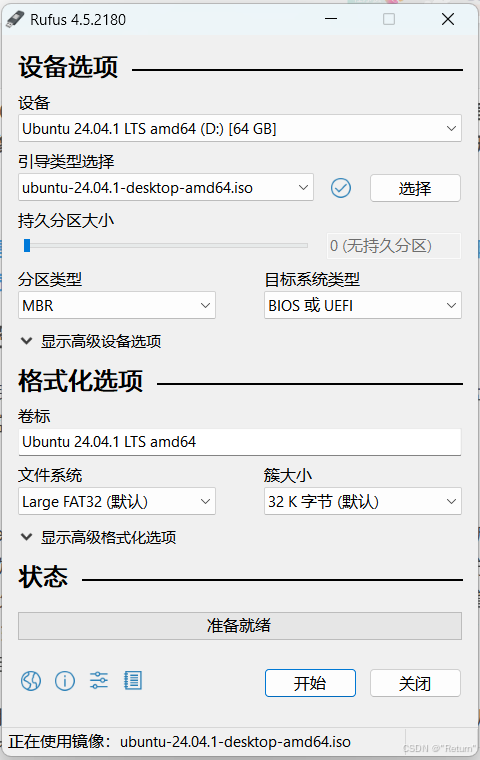 Rufus 4.5.2180
设备选项
设备
Ubuntu 24.04.1 LTS amd64 (D:) [64 GB]
引导类型选择
ubuntu-24.04.1-desktop-amd64.iso
选择
持久分区大小
0 (无持久分区)
分区类型
目标系统类型
MBR
BIOS 或 UEFI
显示高级设备选项
格式化选项
卷标
Ubuntu 24.04.1 LTS amd64
文件系统
簇大小
Large FAT32 (默认)
32 K 字节 (默认)
显示高级格式化选项
状态
准备就绪
开始
关闭
正在使用镜像：ubuntu-24.04.1-desktop-amd64.iso
CSDN @"Return"